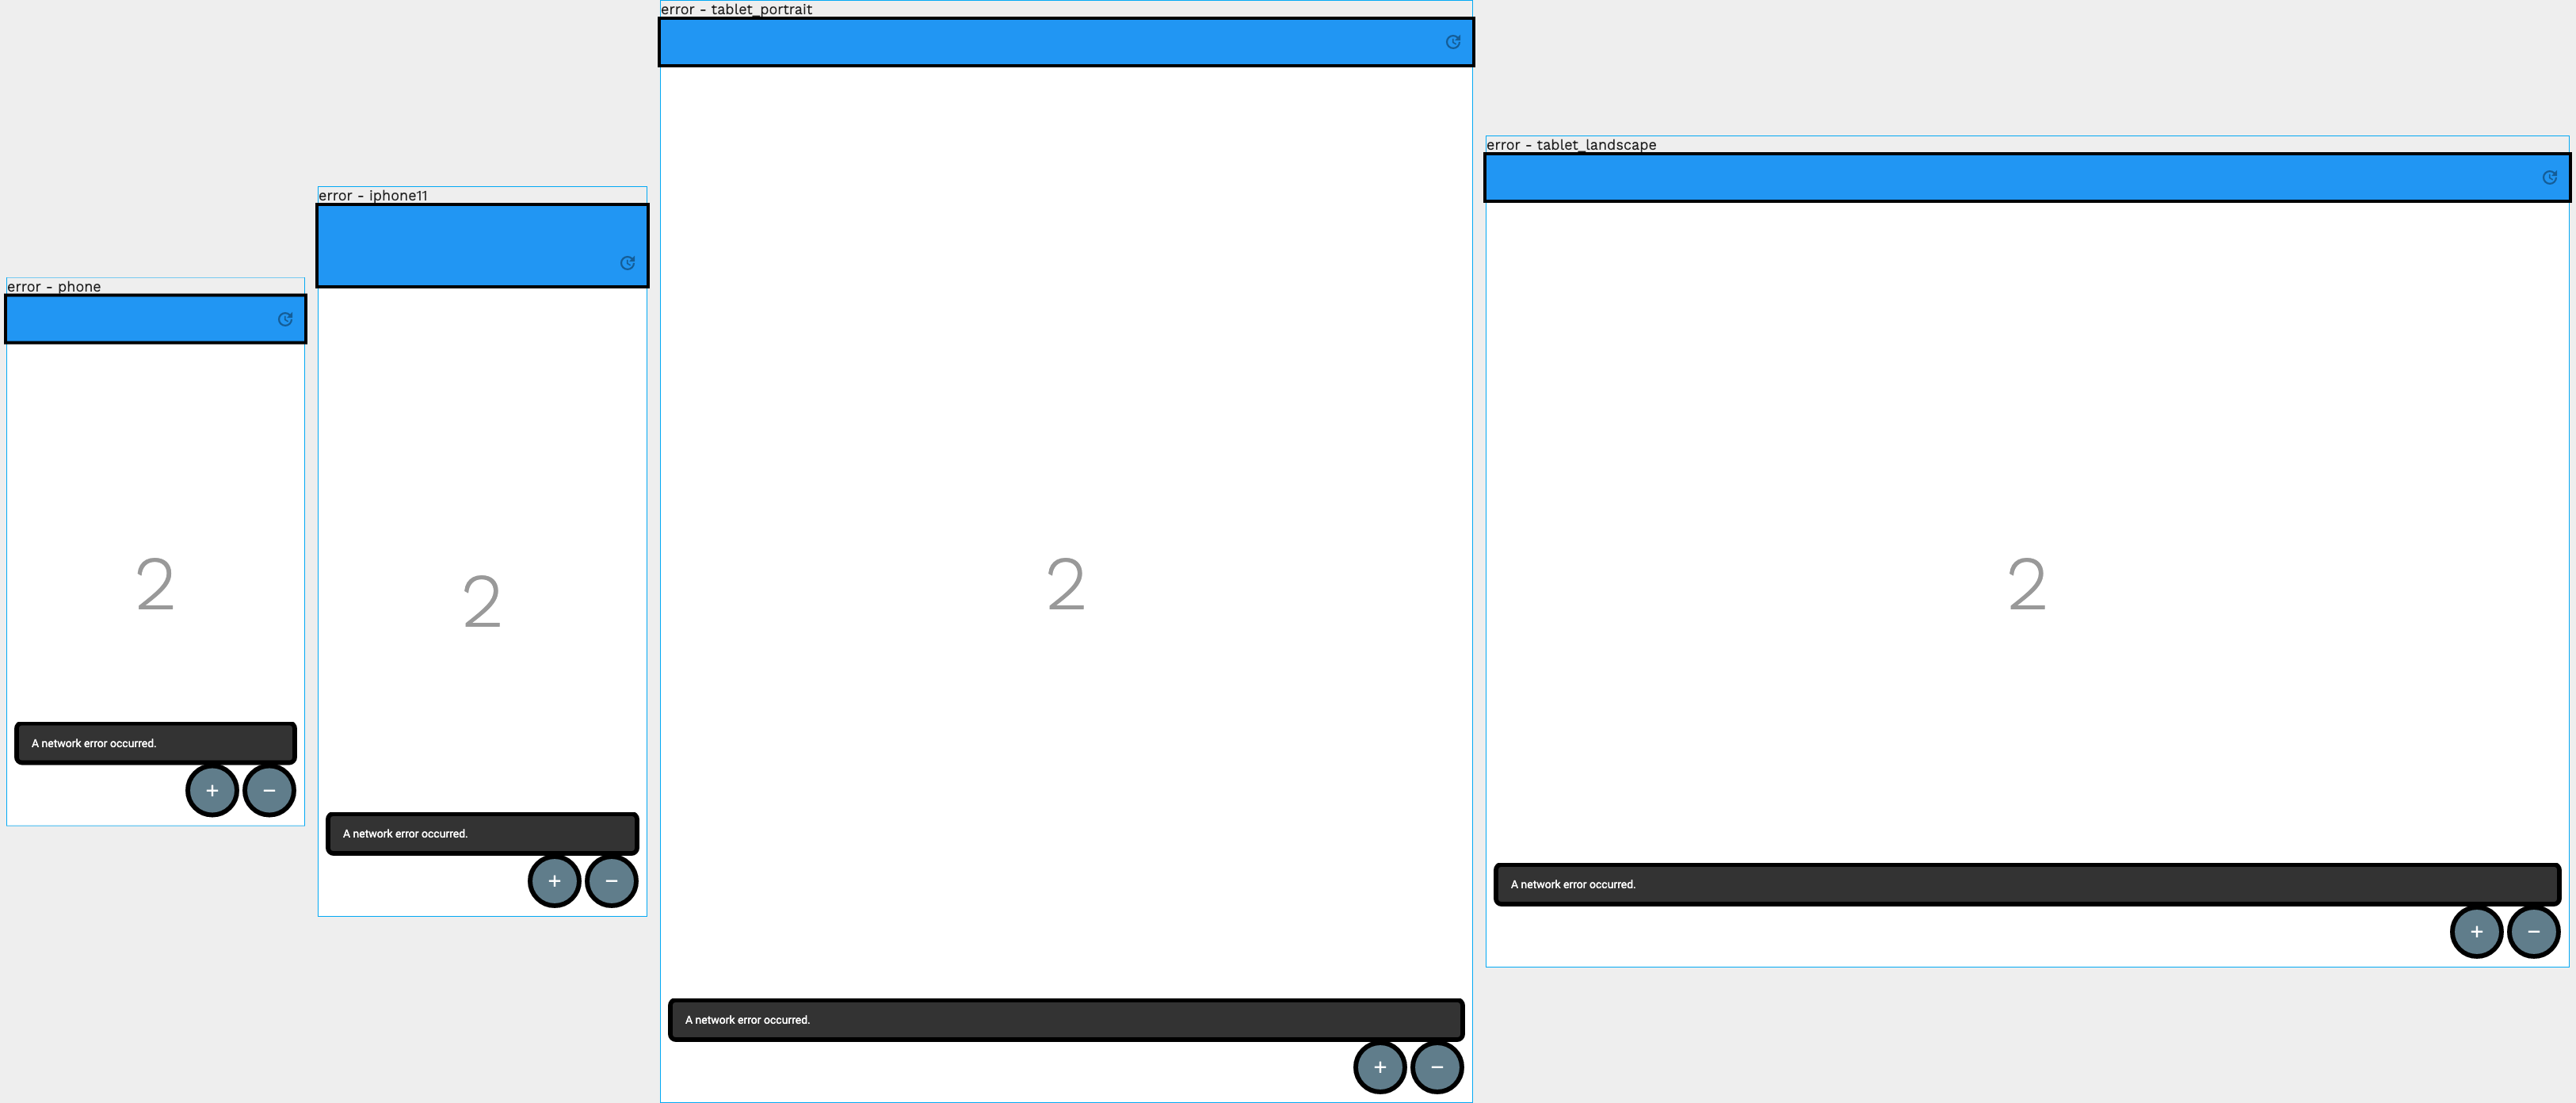 error - phone
2
A network error occurred.
+ −
error - iphone11
2
A network error occurred.
+ −
error - tablet_portrait
2
A network error occurred.
+ −
error - tablet_landscape
2
A network error occurred.
+ −